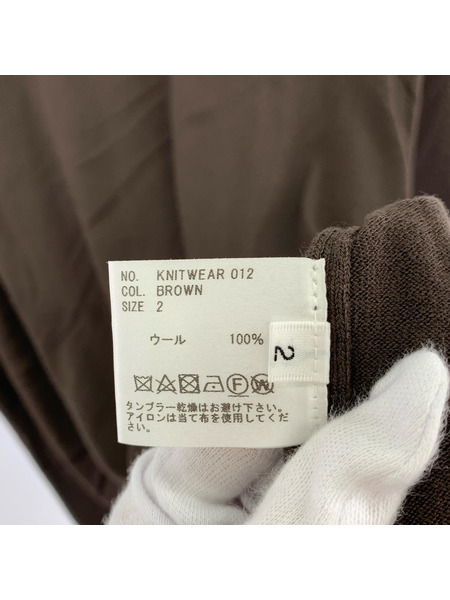 NO. KNITWEAR 012
COL. BROWN
SIZE 2
ウール 100%
2
タンブラー乾燥はお避け下さい。
アイロンは当て布を使用してくだ
さい。